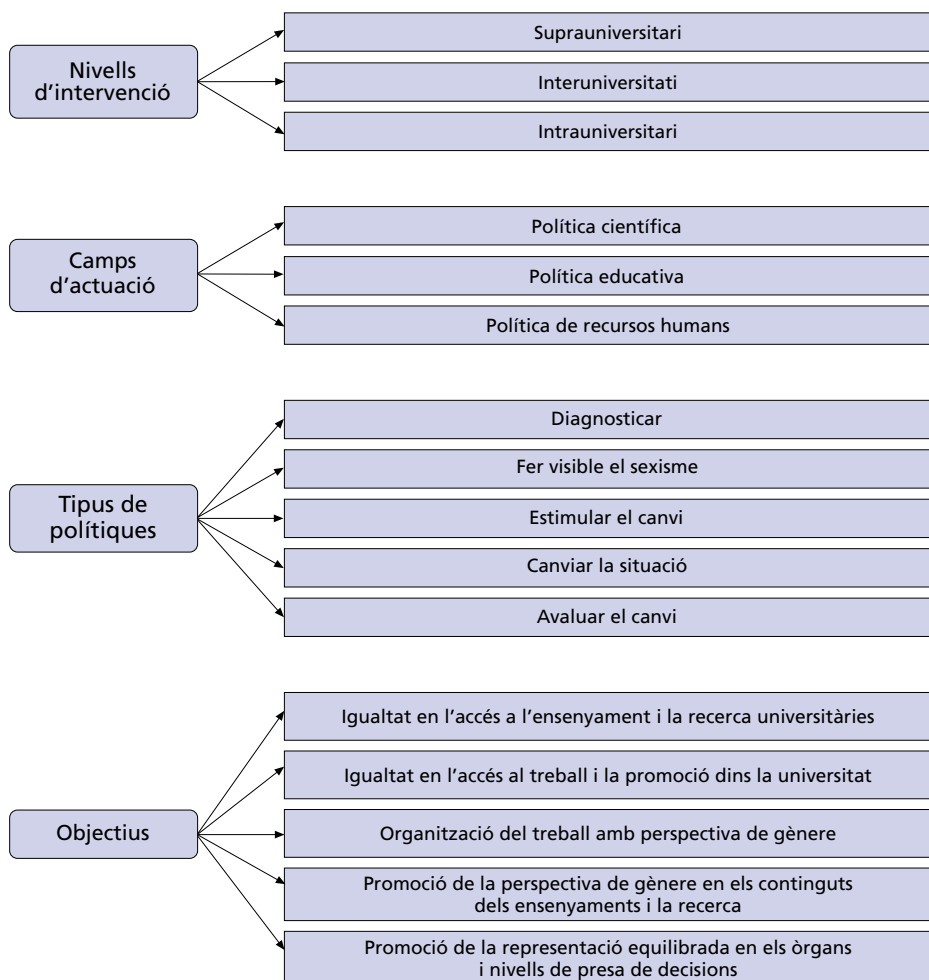 Nivells
d'intervenció
Suprauniversitari
Interuniversitati
Intrauniversitari
Camps
d'actuació
Política científica
Política educativa
Política de recursos humans
Tipus de
polítiques
Diagnosticar
Fer visible el sexisme
Estimular el canvi
Canviar la situació
Avaluar el canvi
Objectius
Igualtat en l'accés a l'ensenyament i la recerca universitàries
Igualtat en l'accés al treball i la promoció dins la universitat
Organització del treball amb perspectiva de gènere
Promoció de la perspectiva de gènere en els continguts
dels ensenyaments i la recerca
Promoció de la representació equilibrada en els òrgans
i nivells de presa de decisions